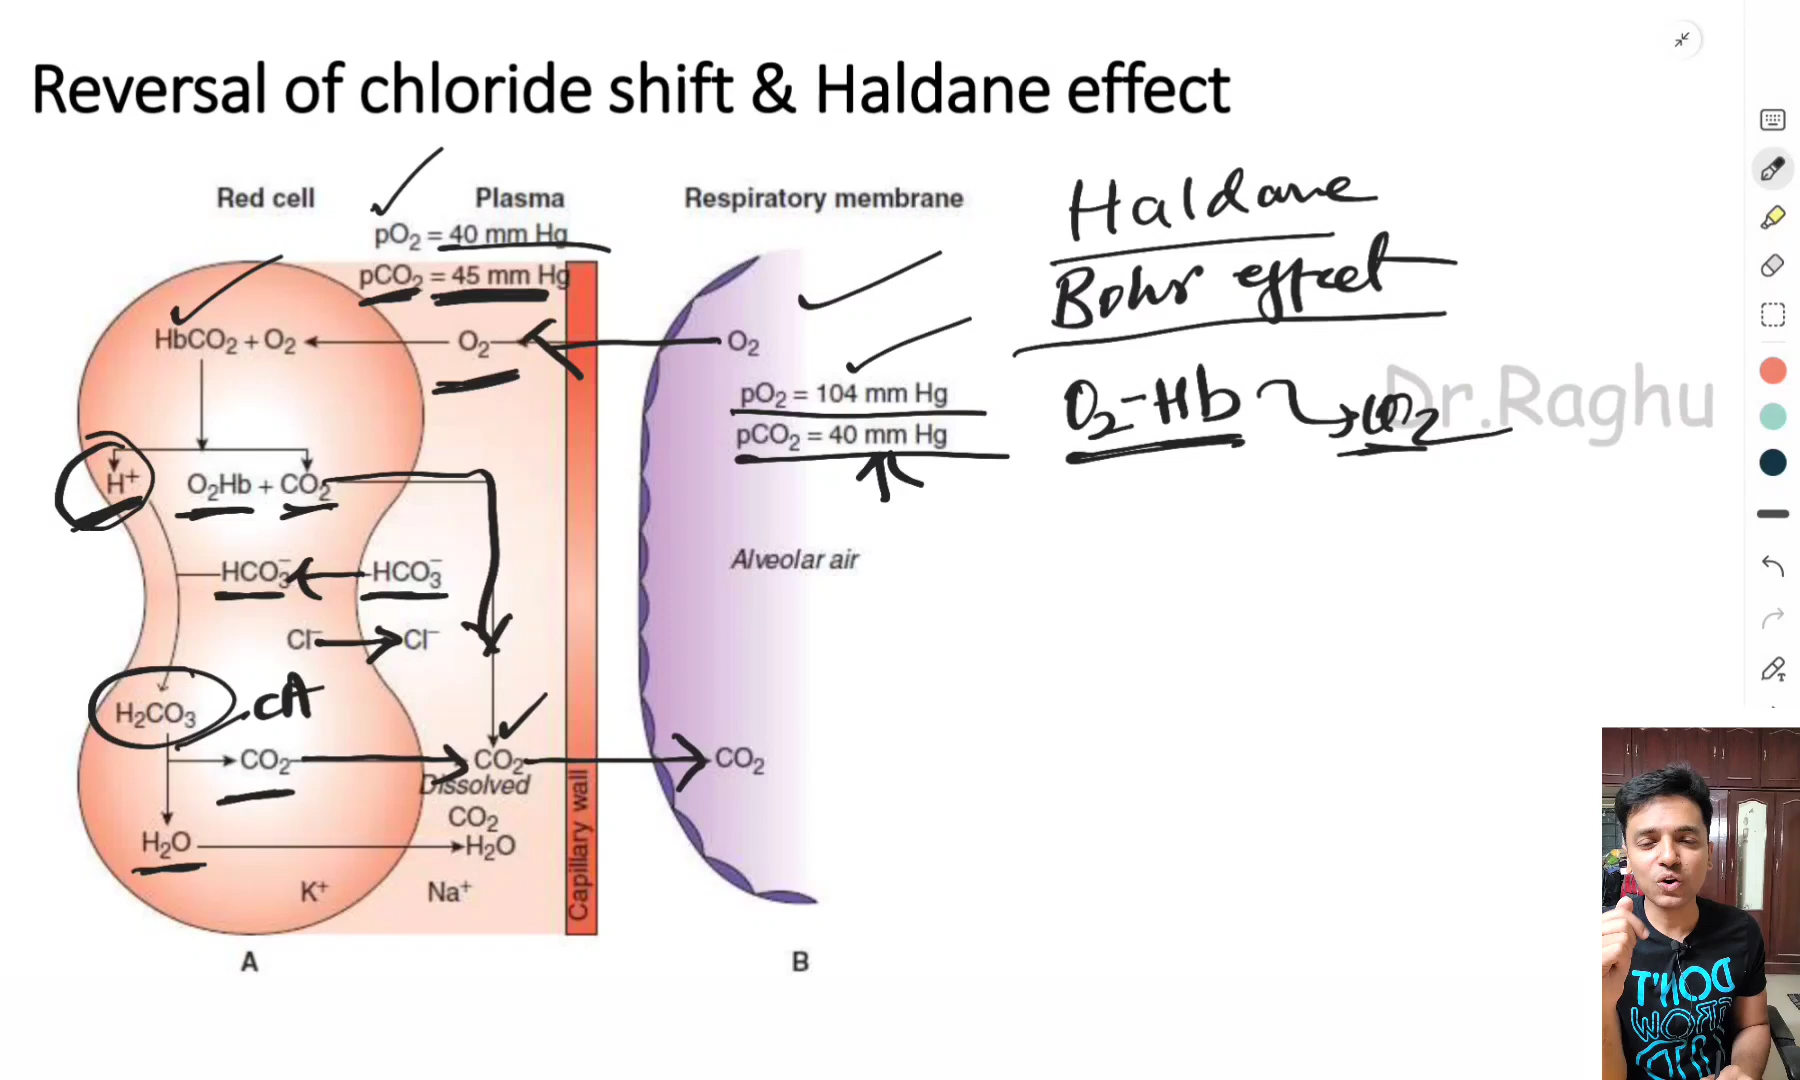 Reversal of chloride shift & Haldane effect
Red cell
Plasma
Respiratory membrane
pO2 = 40 mm Hg
pCO2 = 45 mm Hg
HbCO2 + O2
O2
O2
pO2 = 104 mm Hg
pCO2 = 40 mm Hg
H+
O2Hb + CO2
HCO3−
HCO3−
Alveolar air
Cl−
Cl−
H2CO3
CA
CO2
CO2
CO2
Dissolved
CO2
H2O
H2O
K+
Na+
Capillary wall
A
B
Haldane
Bohr effect
O2-Hb
CO2
Dr.Raghu
DON'T
WORK